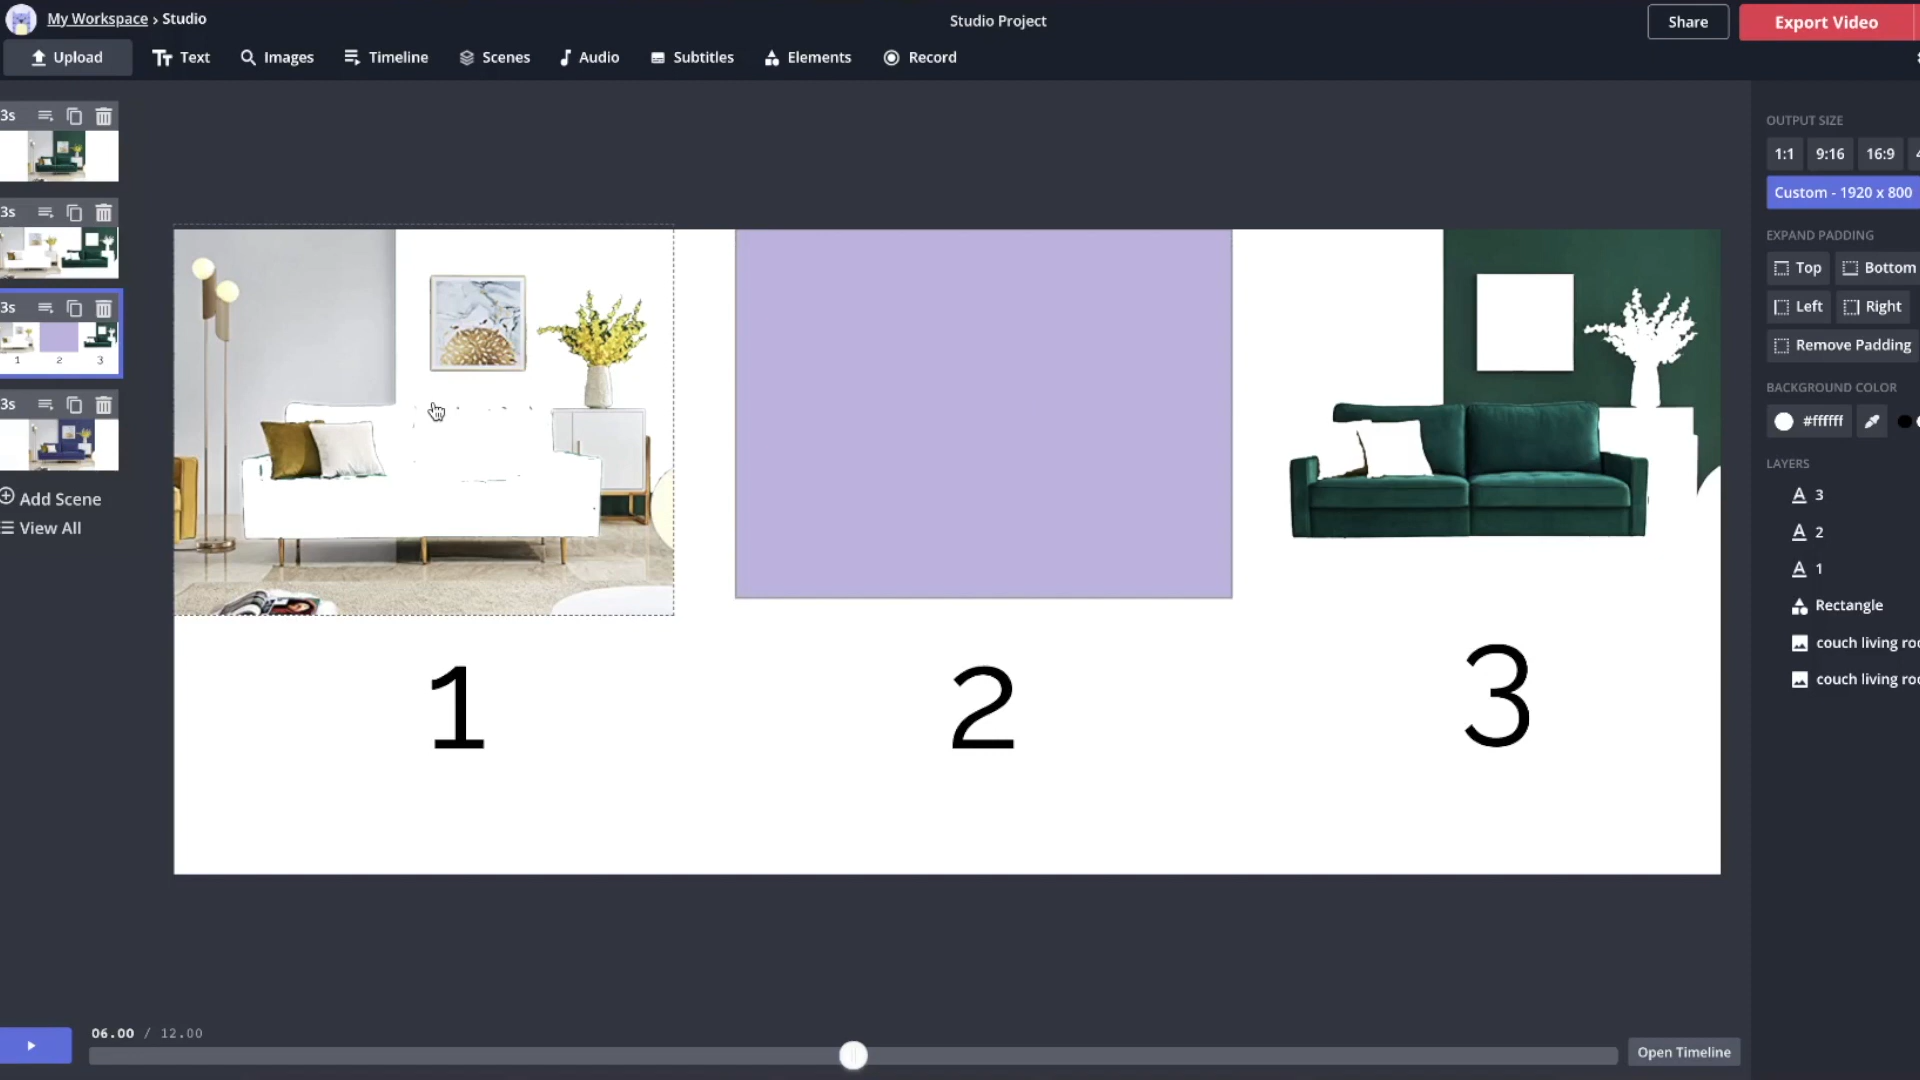 My Workspace › Studio
Studio Project
Share
Export Video
Upload
Text
Images
Timeline
Scenes
Audio
Subtitles
Elements
Record
3s
3s
3s
1 2 3
3s
Add Scene
View All
1
2
3
OUTPUT SIZE
1:1 9:16 16:9 4
Custom - 1920 x 800
EXPAND PADDING
Top Bottom
Left Right
Remove Padding
BACKGROUND COLOR
#ffffff
LAYERS
3
2
1
Rectangle
couch living roo
couch living roo
06.00 / 12.00
Open Timeline